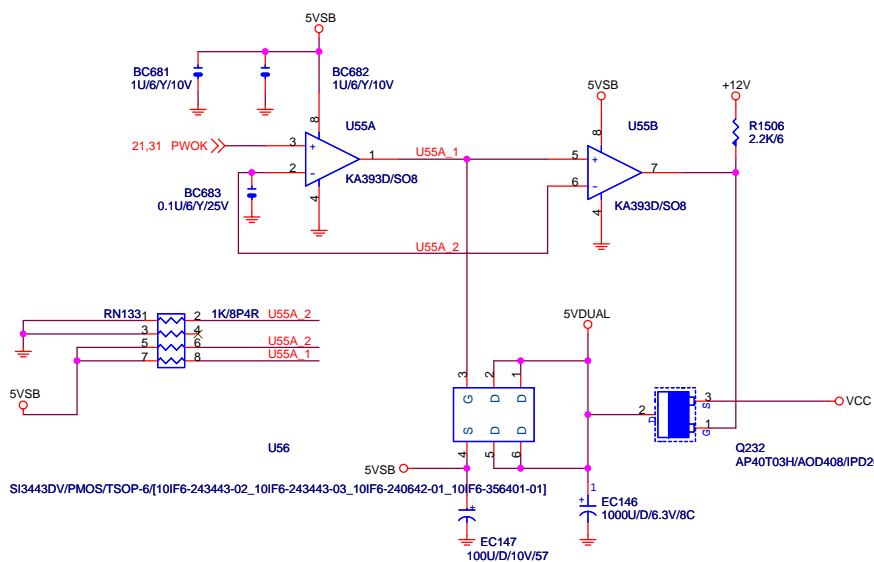 5VSB
BC681
1U/6/Y/10V
BC682
1U/6/Y/10V
5VSB
+12V
8
U55A
8
U55B
R1506
2.2K/6
21,31 PWOK
3
+
1
U55A_1
5
+
7
2
-
6
-
KA393D/SO8
BC683
0.1U/6/Y/25V
4
4
KA393D/SO8
U55A_2
RN133
1
2
1K/8P4R
U55A_2
3
4
5
6
U55A_2
7
8
U55A_1
5VDUAL
5VSB
3
2
1
G
D
D
S
D
D
4
5
6
2
D
3
S
1
G
VCC
U56
5VSB
Q232
AP40T03H/AOD408/IPD2
SI3443DV/PMOS/TSOP-6/[10IF6-243443-02_10IF6-243443-03_10IF6-240642-01_10IF6-356401-01]
+
1
+
EC146
1000U/D/6.3V/8C
EC147
100U/D/10V/57